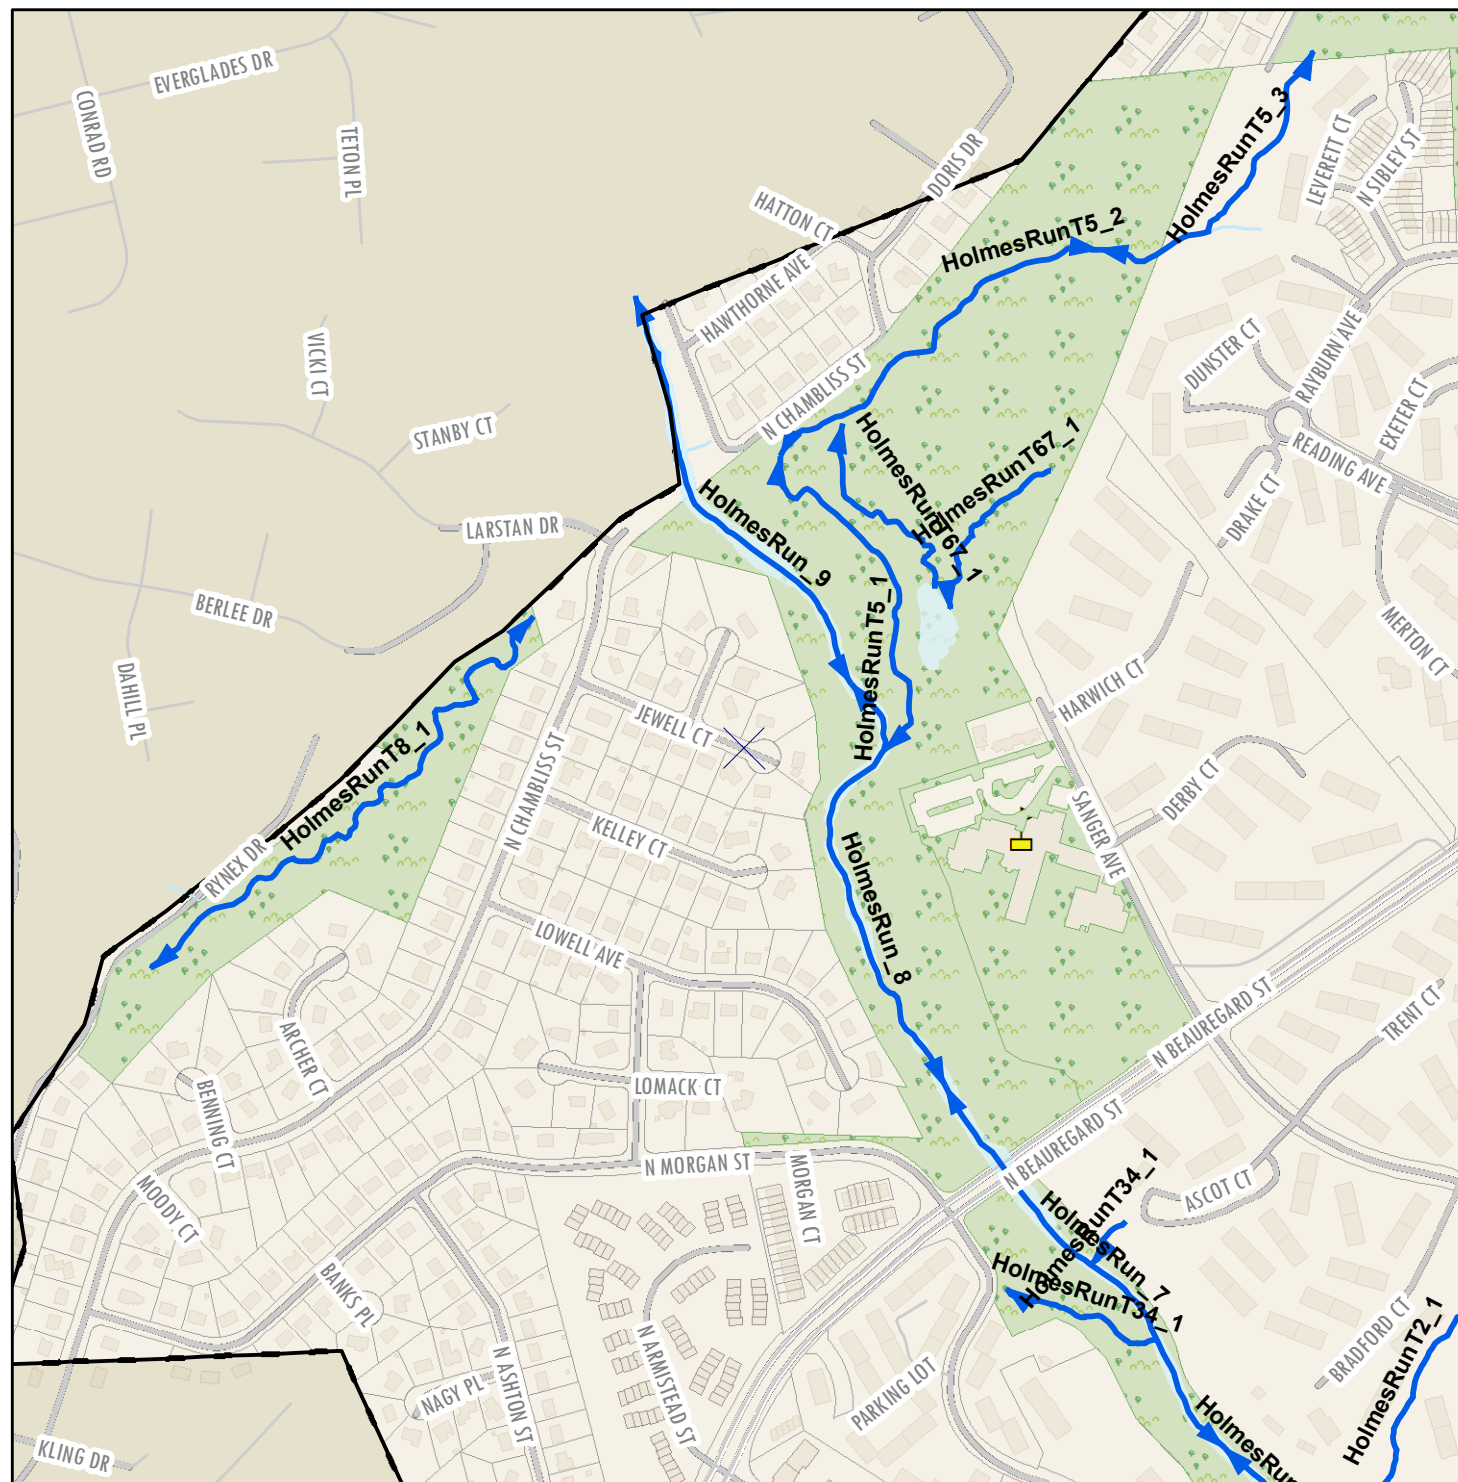 EVERGLADES DR
CONRAD RD
TETON PL
DORIS DR
HATTON CT
HAWTHORNE AVE
HolmesRunT5_3
LEVERETT CT
N SIBLEY ST
HolmesRunT5_2
VICKI CT
STANBY CT
N CHAMBLISS ST
DUNSTER CT
RAYBURN AVE
EXETER CT
READING AVE
DRAKE CT
HolmesRunT67_1
HolmesRunT67_1
LARSTAN DR
HolmesRun_9
BERLEE DR
MERTON CT
HolmesRunT5_1
DAHILL PL
HARWICH CT
JEWELL CT
HolmesRunT8_1
N CHAMBLISS ST
DERBY CT
SANGER AVE
KELLEY CT
RYNEX DR
HolmesRun_8
LOWELL AVE
N BEAUREGARD ST
TRENT CT
ARCHER CT
LOMACK CT
BENNING CT
N BEAUREGARD ST
N MORGAN ST
MORGAN CT
MOODY CT
ASCOT CT
HolmesRunT34_1
HolmesRun_7
HolmesRunT34_1
BANKS PL
BRADFORD CT
HolmesRunT2_1
N ASHTON ST
N ARMISTEAD ST
NAGY PL
PARKING LOT
HolmesRun
KLING DR